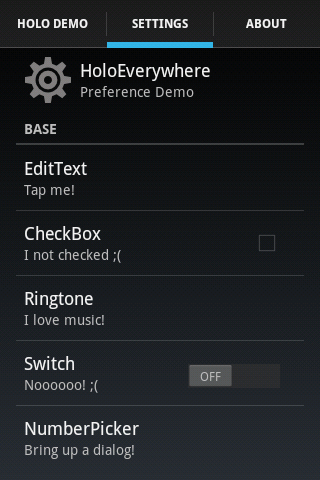 HOLO DEMO
SETTINGS
ABOUT
HoloEverywhere
Preference Demo
BASE
EditText
Tap me!
CheckBox
I not checked ;(
Ringtone
I love music!
Switch
Noooooo! ;(
OFF
NumberPicker
Bring up a dialog!